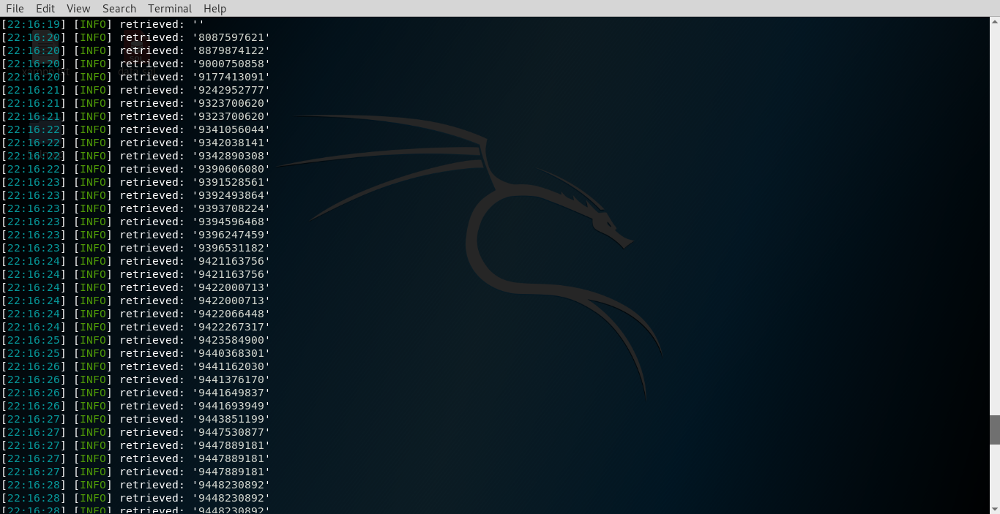 File Edit View Search Terminal Help
[22:16:19] [INFO] retrieved: ''
[22:16:20] [INFO] retrieved: '8087597621'
[22:16:20] [INFO] retrieved: '8879874122'
[22:16:20] [INFO] retrieved: '9000750858'
[22:16:20] [INFO] retrieved: '9177413091'
[22:16:21] [INFO] retrieved: '9242952777'
[22:16:21] [INFO] retrieved: '9323700620'
[22:16:21] [INFO] retrieved: '9323700620'
[22:16:22] [INFO] retrieved: '9341056044'
[22:16:22] [INFO] retrieved: '9342038141'
[22:16:22] [INFO] retrieved: '9342890308'
[22:16:22] [INFO] retrieved: '9390606080'
[22:16:23] [INFO] retrieved: '9391528561'
[22:16:23] [INFO] retrieved: '9392493864'
[22:16:23] [INFO] retrieved: '9393708224'
[22:16:23] [INFO] retrieved: '9394596468'
[22:16:23] [INFO] retrieved: '9396247459'
[22:16:23] [INFO] retrieved: '9396531182'
[22:16:24] [INFO] retrieved: '9421163756'
[22:16:24] [INFO] retrieved: '9421163756'
[22:16:24] [INFO] retrieved: '9422000713'
[22:16:24] [INFO] retrieved: '9422000713'
[22:16:24] [INFO] retrieved: '9422066448'
[22:16:24] [INFO] retrieved: '9422267317'
[22:16:25] [INFO] retrieved: '9423584900'
[22:16:25] [INFO] retrieved: '9440368301'
[22:16:26] [INFO] retrieved: '9441162030'
[22:16:26] [INFO] retrieved: '9441376170'
[22:16:26] [INFO] retrieved: '9441649837'
[22:16:26] [INFO] retrieved: '9441693949'
[22:16:27] [INFO] retrieved: '9443851199'
[22:16:27] [INFO] retrieved: '9447530877'
[22:16:27] [INFO] retrieved: '9447889181'
[22:16:27] [INFO] retrieved: '9447889181'
[22:16:27] [INFO] retrieved: '9447889181'
[22:16:28] [INFO] retrieved: '9448230892'
[22:16:28] [INFO] retrieved: '9448230892'
[22:16:28] [INFO] retrieved: '9448230892'